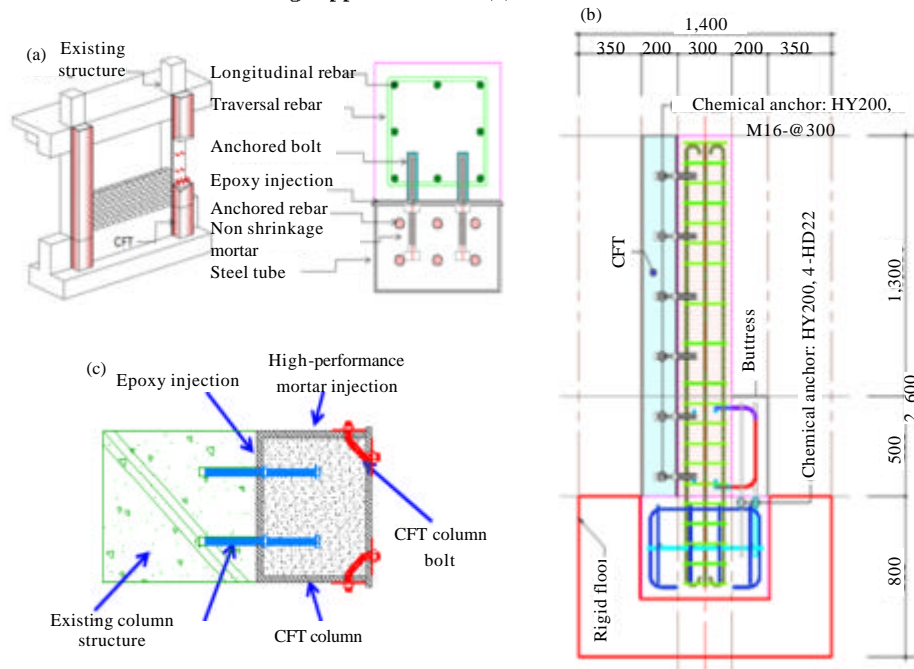 (a)
Existing
structure
CFT
Longitudinal rebar
Traversal rebar
Anchored bolt
Epoxy injection
Anchored rebar
Non shrinkage
mortar
Steel tube
(b)
1,400
350 200 300 200 350
Chemical anchor: HY200,
M16-@ 300
CFT
Buttress
Chemical anchor: HY200, 4-HD22
Rigid floor
1,300
2,600
500
800
(c)
Epoxy injection
High-performance
mortar injection
CFT column
bolt
Existing column
structure
CFT column